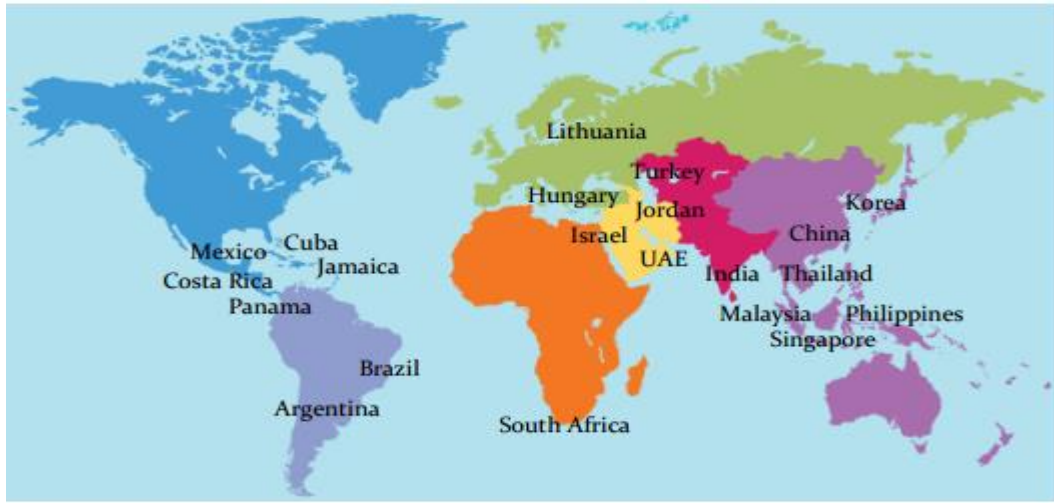 Lithuania
Turkey
Hungary
Jordan
Korea
Israel
China
Cuba
Mexico
Jamaica
UAE
Costa Rica
India
Thailand
Panama
Malaysia
Philippines
Singapore
Brazil
Argentina
South Africa